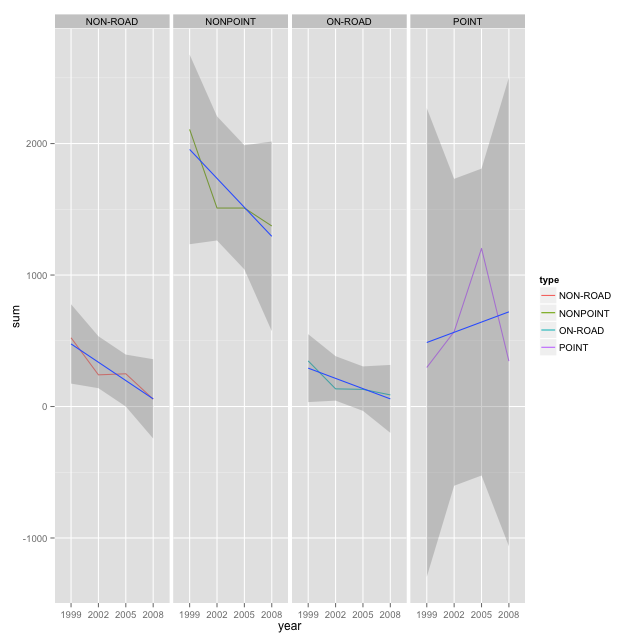 NON-ROAD NONPOINT ON-ROAD POINT
2000
1000
0
-1000
sum
1999 2002 2005 2008 1999 2002 2005 2008 1999 2002 2005 2008 1999 2002 2005 2008
year
type
NON-ROAD
NONPOINT
ON-ROAD
POINT